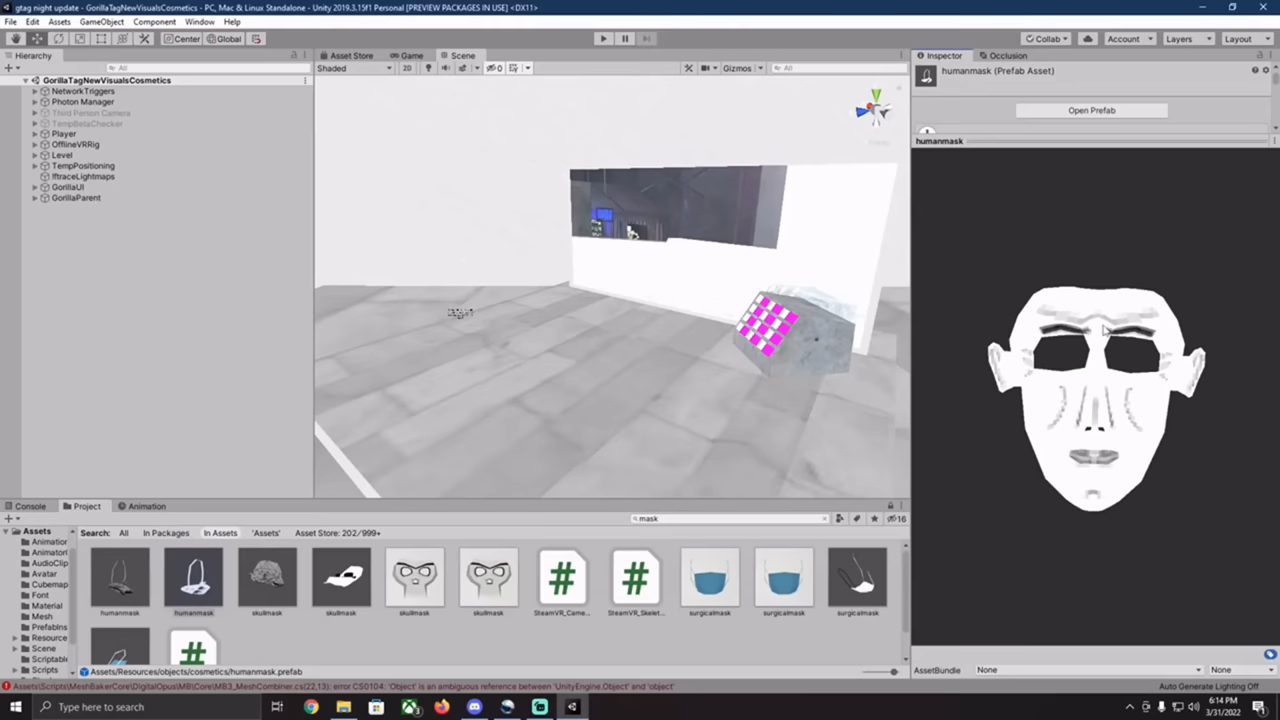 gtag night update - GorillaTagNewVisualsCosmetics - PC, Mac & Linux Standalone - Unity 2019.3.15f1 Personal [PREVIEW PACKAGES IN USE] <DX11>
File Edit Assets GameObject Component Window Help
Center Global Collab Account Layers Layout
Hierarchy
All
GorillaTagNewVisualsCosmetics
NetworkTriggers
Photon Manager
Third Person Camera
TempBetaChecker
Player
OfflineVRRig
Level
TempPositioning
!ftraceLightmaps
GorillaUI
GorillaParent
Asset Store Game Scene
Shaded 2D 0 Gizmos All
Inspector Occlusion
humanmask (Prefab Asset)
Open Prefab
humanmask
Console Project Animation
mask
16
Assets
Animation
Animator
AudioClip
Avatar
Cubemap
Font
Material
Mesh
PrefabIns
Resource
Scene
Scriptabl
Scripts
Search: All In Packages In Assets 'Assets' Asset Store: 202/999+
humanmask humanmask skullmask skullmask skullmask skullmask SteamVR_Came... SteamVR_Skelet... surgicalmask surgicalmask surgicalmask
Assets/Resources/objects/cosmetics/humanmask.prefab
AssetBundle None None
Assets\Scripts\MeshBakerCore\DigitalOpus\MB\Core\MB3_MeshCombiner.cs(22,13): error CS0104: 'Object' is an ambiguous reference between 'UnityEngine.Object' and 'object'
Auto Generate Lighting Off
Type here to search
6:14 PM
3/31/2022